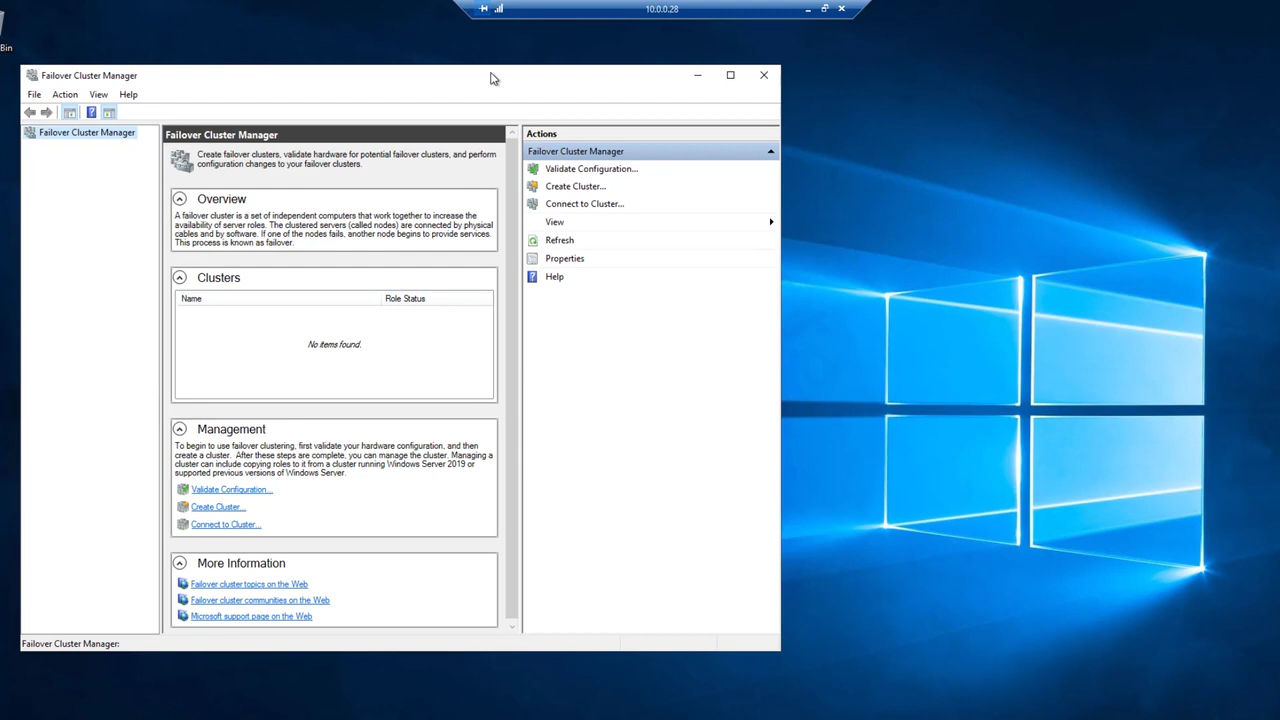 10.0.0.28
Bin
Failover Cluster Manager
File Action View Help
Failover Cluster Manager
Failover Cluster Manager
Create failover clusters, validate hardware for potential failover clusters, and perform
configuration changes to your failover clusters.
Overview
A failover cluster is a set of independent computers that work together to increase the
availability of server roles. The clustered servers (called nodes) are connected by physical
cables and by software. If one of the nodes fails, another node begins to provide services.
This process is known as failover.
Clusters
Name Role Status
No items found.
Management
To begin to use failover clustering, first validate your hardware configuration, and then
create a cluster. After these steps are complete, you can manage the cluster. Managing a
cluster can include copying roles to it from a cluster running Windows Server 2019 or
supported previous versions of Windows Server.
Validate Configuration...
Create Cluster...
Connect to Cluster...
More Information
Failover cluster topics on the Web
Failover cluster communities on the Web
Microsoft support page on the Web
Actions
Failover Cluster Manager
Validate Configuration...
Create Cluster...
Connect to Cluster...
View
Refresh
Properties
Help
Failover Cluster Manager: